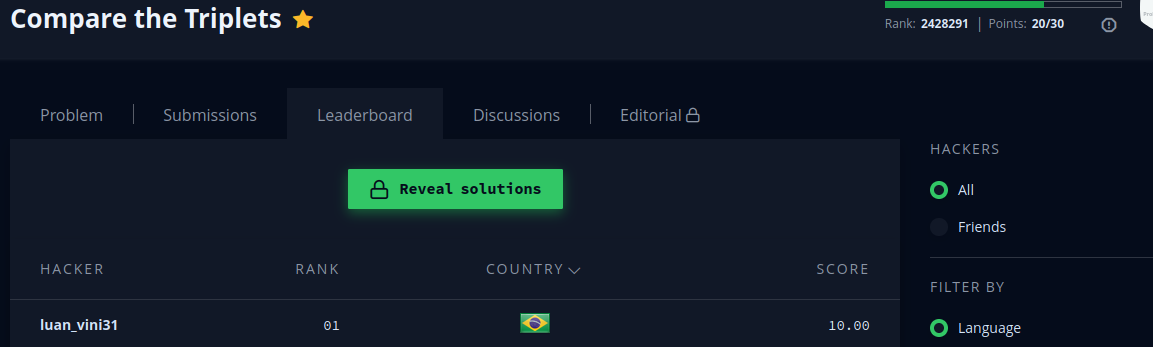 Compare the Triplets
Rank: 2428291 | Points: 20/30
Problem
Submissions
Leaderboard
Discussions
Editorial
Reveal solutions
HACKER RANK COUNTRY SCORE
luan_vini31 01 10.00
HACKERS
All
Friends
FILTER BY
Language